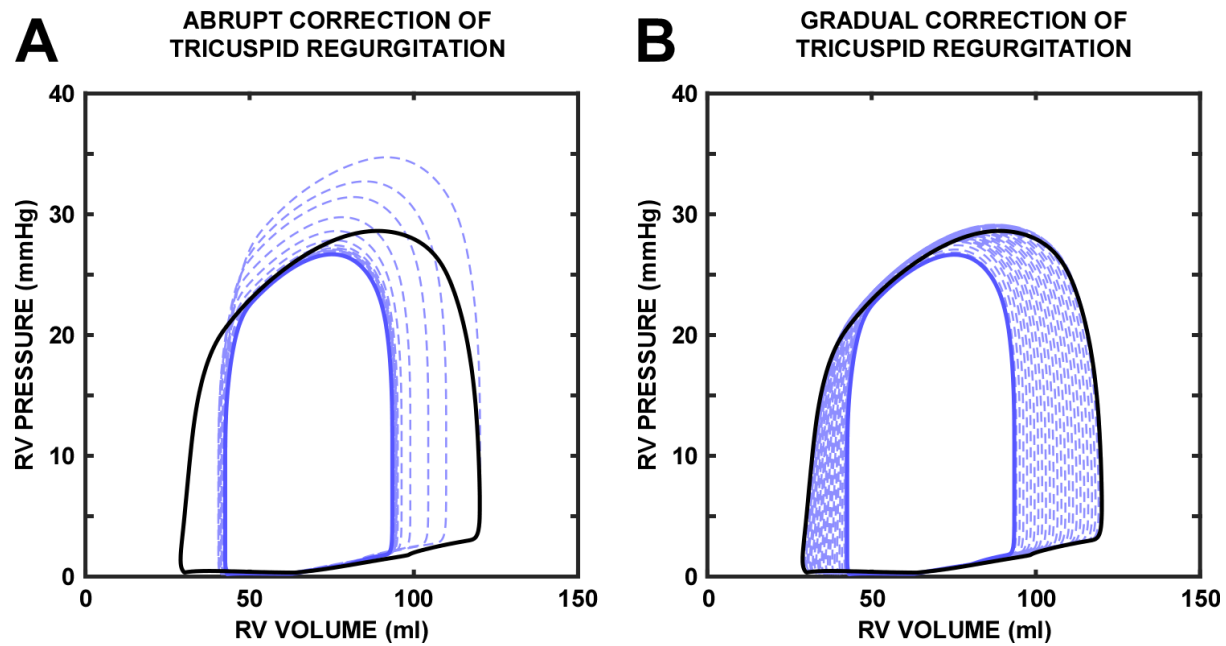 A
ABRUPT CORRECTION OF
TRICUSPID REGURGITATION
40
30
20
10
0
RV PRESSURE (mmHg)
0 50 100 150
RV VOLUME (ml)
B
GRADUAL CORRECTION OF
TRICUSPID REGURGITATION
40
30
20
10
0
RV PRESSURE (mmHg)
0 50 100 150
RV VOLUME (ml)